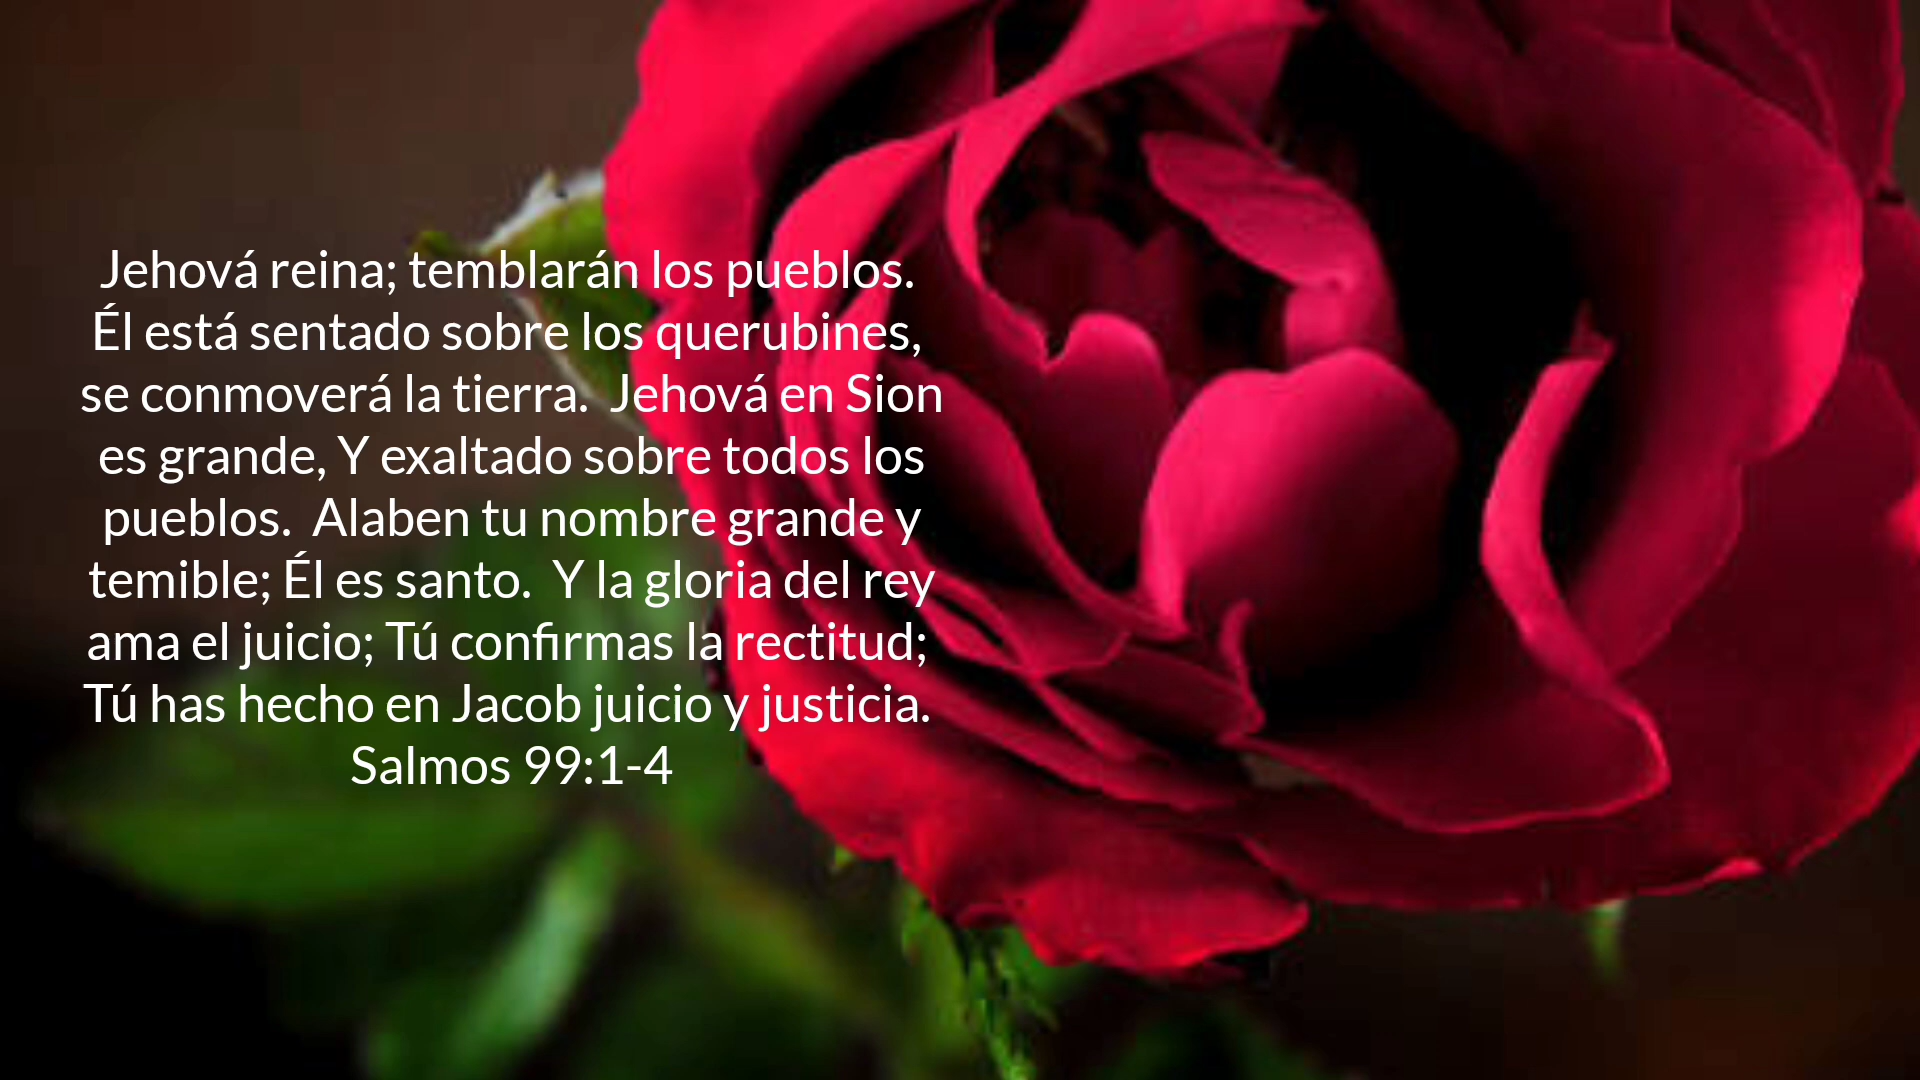 Jehová reina; temblarán los pueblos.
Él está sentado sobre los querubines,
se conmoverá la tierra.  Jehová en Sion
es grande, Y exaltado sobre todos los
pueblos.  Alaben tu nombre grande y
temible; Él es santo.  Y la gloria del rey
ama el juicio; Tú confirmas la rectitud;
Tú has hecho en Jacob juicio y justicia.
Salmos 99:1-4